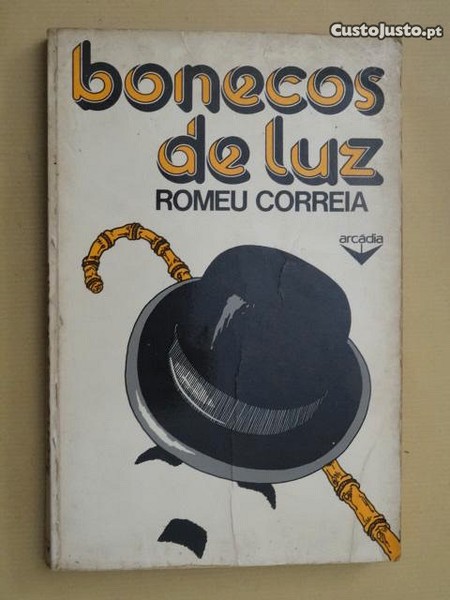 CustoJusto.pt
bonecos
de luz
ROMEU CORREIA
arcádia